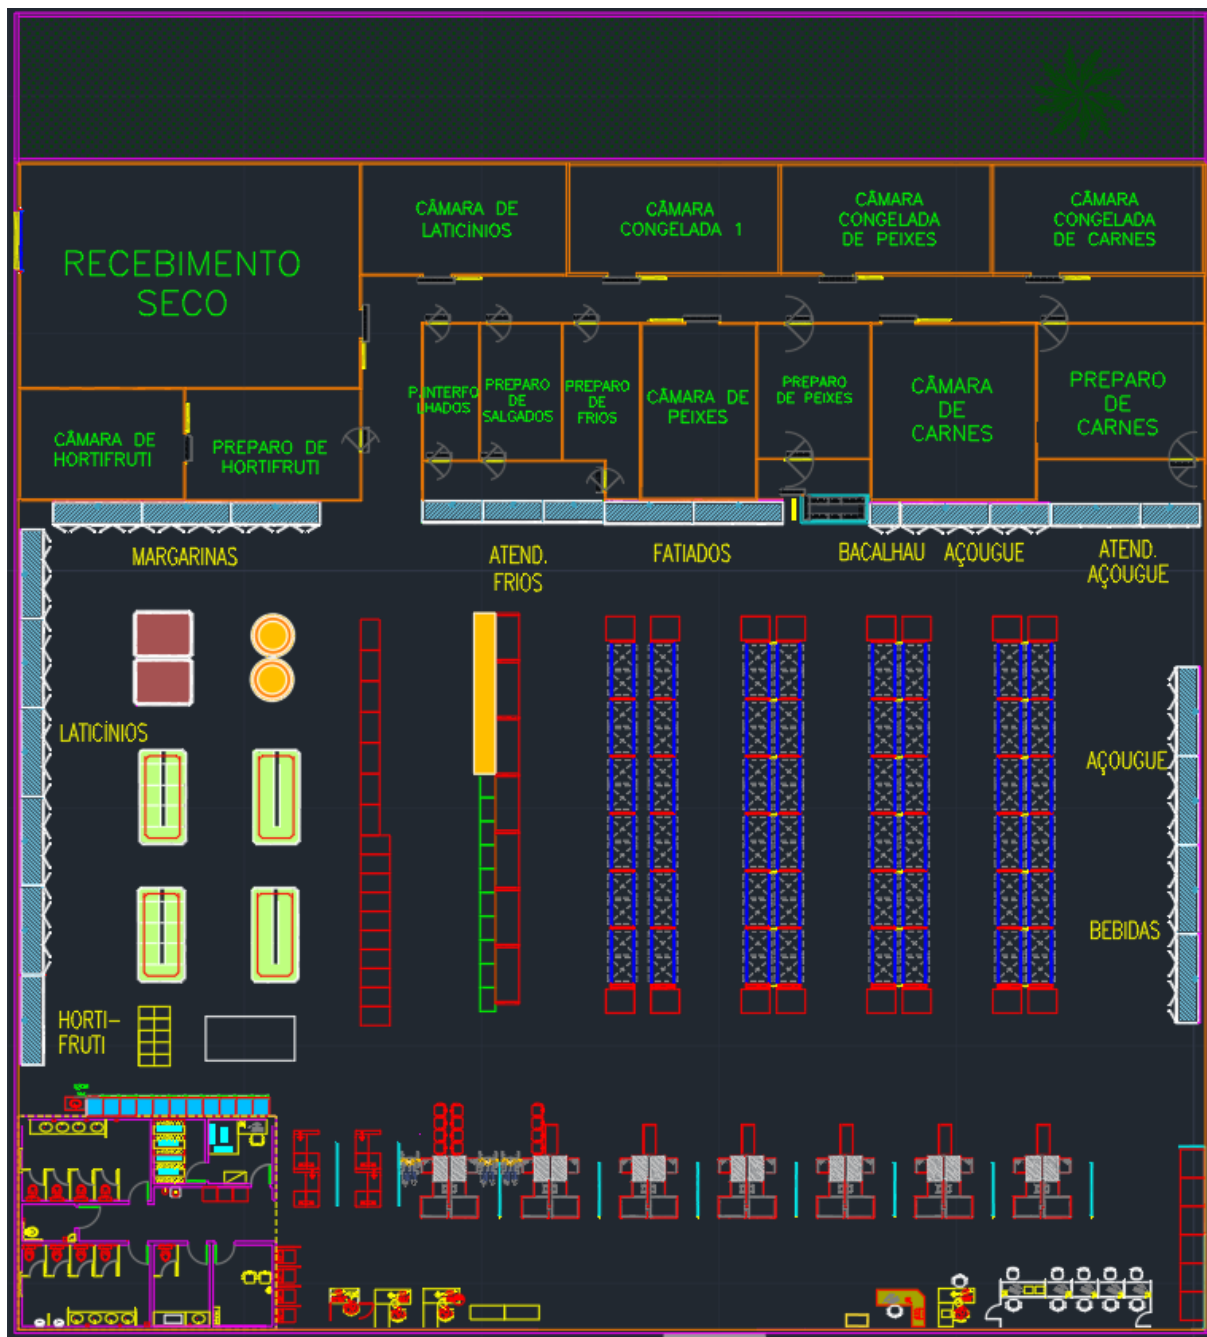 CÂMARA DE
LATICÍNIOS
CÂMARA
CONGELADA 1
CÂMARA
CONGELADA
DE PEIXES
CÂMARA
CONGELADA
DE CARNES
RECEBIMENTO
SECO
P.INTERFO
LHADOS
PREPARO
DE
SALGADOS
PREPARO
DE
FRIOS
CÂMARA DE
PEIXES
PREPARO
DE PEIXES
CÂMARA
DE
CARNES
PREPARO
DE
CARNES
CÂMARA DE
HORTIFRUTI
PREPARO DE
HORTIFRUTI
MARGARINAS
ATEND.
FRIOS
FATIADOS
BACALHAU
AÇOUGUE
ATEND.
AÇOUGUE
LATICÍNIOS
AÇOUGUE
BEBIDAS
HORTI-
FRUTI